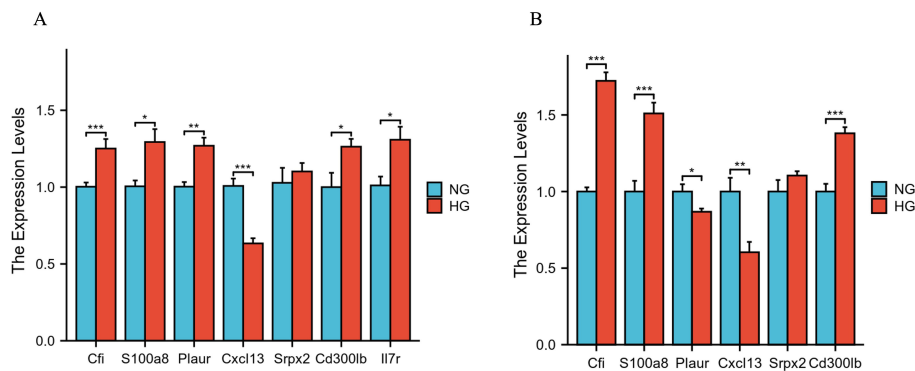 A
The Expression Levels
1.5
1.0
0.5
0.0
*** * ** *** * *
Cfi S100a8 Plaur Cxcl13 Srpx2 Cd300lb Il7r
NG
HG
B
The Expression Levels
1.5
1.0
0.5
0.0
*** *** * ** ***
Cfi S100a8 Plaur Cxcl13 Srpx2 Cd300lb
NG
HG